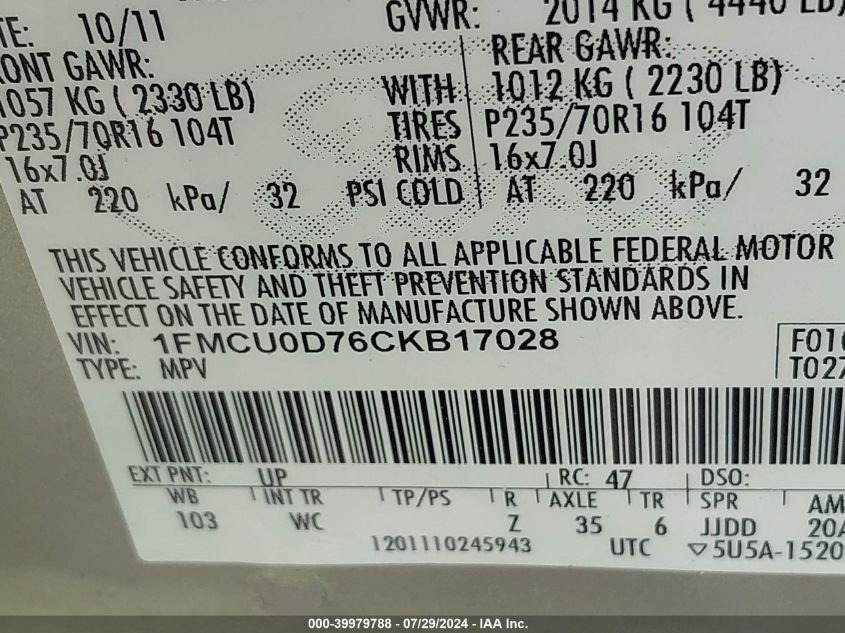 10/11
GVWR: 2014 KG ( 4440 LB)
GAWR:
1057 KG ( 2330 LB)
P235/70R16 104T
16x7.0J
AT 220 kPa/ 32
WITH
TIRES
RIMS
PSI COLD
REAR GAWR:
1012 KG ( 2230 LB)
P235/70R16 104T
16x7.0J
AT 220 kPa/ 32
THIS VEHICLE CONFORMS TO ALL APPLICABLE FEDERAL MOTOR
VEHICLE SAFETY AND THEFT PREVENTION STANDARDS IN
EFFECT ON THE DATE OF MANUFACTURE SHOWN ABOVE.
VIN: 1FMCU0D76CKB17028
TYPE: MPV
F016
T027
EXT PNT: UP RC: 47 DSO:
WB INT TR TP/PS R AXLE TR SPR
103 WC Z 35 6 JJDD
1201110245943 UTC ▽5U5A-1520
000-39979788 - 07/29/2024 - IAA Inc.